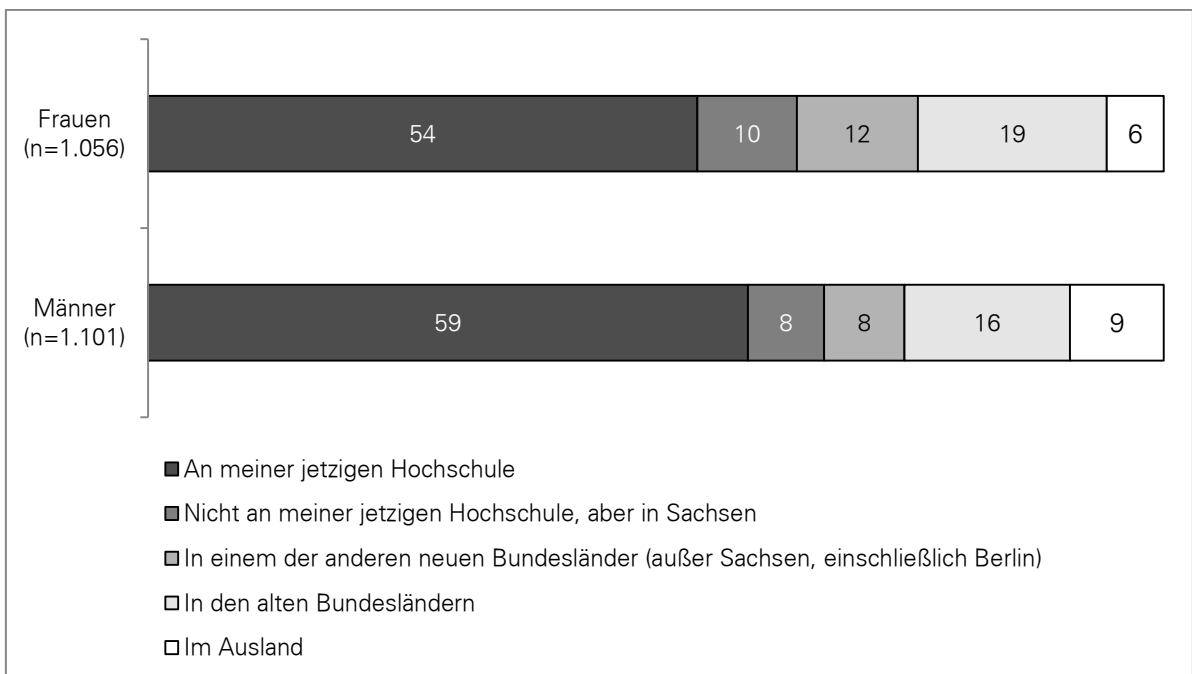 Frauen
(n=1.056)
54 10 12 19 6
Männer
(n=1.101)
59 8 8 16 9
An meiner jetzigen Hochschule
Nicht an meiner jetzigen Hochschule, aber in Sachsen
In einem der anderen neuen Bundesländer (außer Sachsen, einschließlich Berlin)
In den alten Bundesländern
Im Ausland